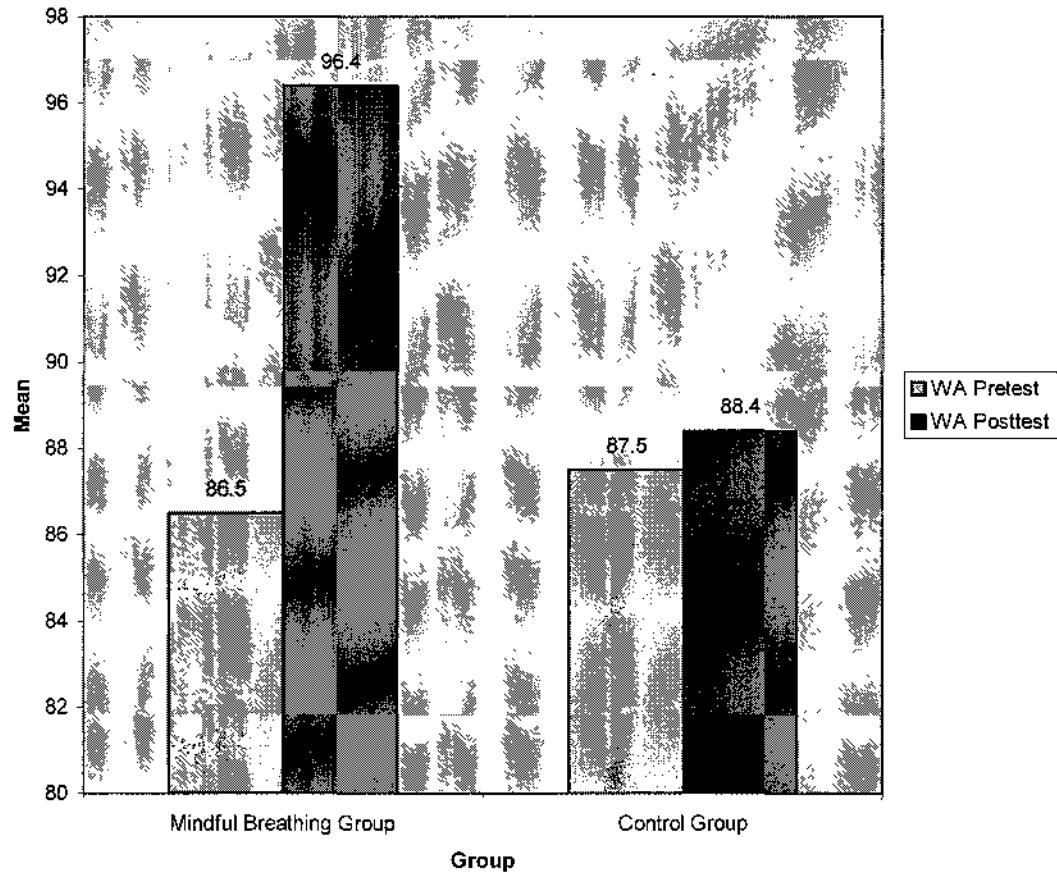 98
96
94
92
90
88
86
84
82
80
Mean
86.5
96.4
87.5
88.4
Mindful Breathing Group
Control Group
Group
WA Pretest
WA Posttest